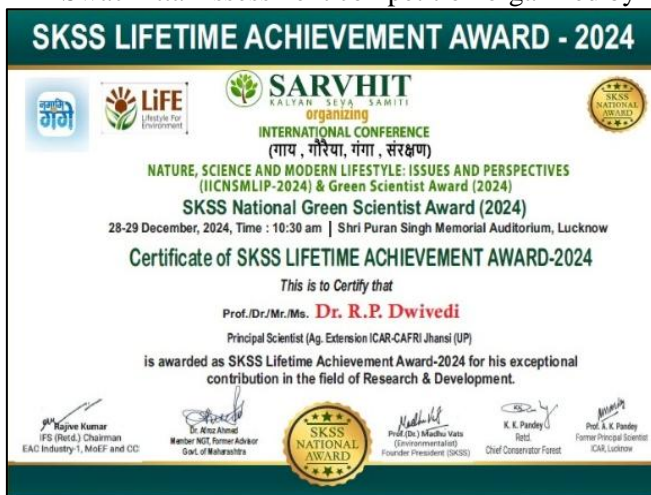 SKSS LIFETIME ACHIEVEMENT AWARD - 2024
नमामि
गंगे
LiFE
Lifestyle For
Environment
SARVHIT
KALYAN SEVA SAMITI
organizing
SKSS
NATIONAL
AWARD
INTERNATIONAL CONFERENCE
(गाय , गौरैया, गंगा , संरक्षण)
NATURE, SCIENCE AND MODERN LIFESTYLE: ISSUES AND PERSPECTIVES
(IICNSMLIP-2024) & Green Scientist Award (2024)
SKSS National Green Scientist Award (2024)
28-29 December, 2024, Time : 10:30 am | Shri Puran Singh Memorial Auditorium, Lucknow
Certificate of SKSS LIFETIME ACHIEVEMENT AWARD-2024
This is to Certify that
Prof./Dr./Mr./Ms. Dr. R.P. Dwivedi
Principal Scientist (Ag. Extension ICAR-CAFRI Jhansi (UP)
is awarded as SKSS Lifetime Achievement Award-2024 for his exceptional
contribution in the field of Research & Development.
Rajive Kumar
IFS (Retd.) Chairman
EAC Industry-1, MoEF and CC
Dr. Afroz Ahmed
Member NGT, Former Advisor
Govt. of Maharashtra
SKSS
NATIONAL
AWARD
Prof.(Dr.) Madhu Vats
(Environmentalist)
Founder President (SKSS)
K. K. Pandey
Retd.
Chief Conservator Forest
Prof. A. K. Pandey
Former Principal Scientist
ICAR, Lucknow